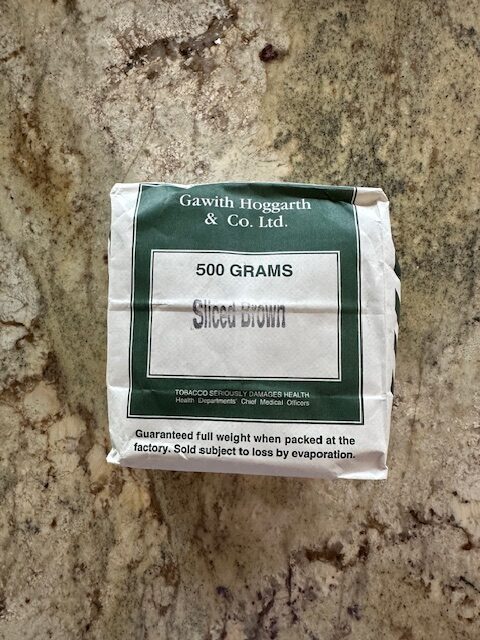 Gawith Hoggarth
& Co. Ltd.
500 GRAMS
Sliced Brown
TOBACCO SERIOUSLY DAMAGES HEALTH
Health Departments' Chief Medical Officers
Guaranteed full weight when packed at the
factory. Sold subject to loss by evaporation.